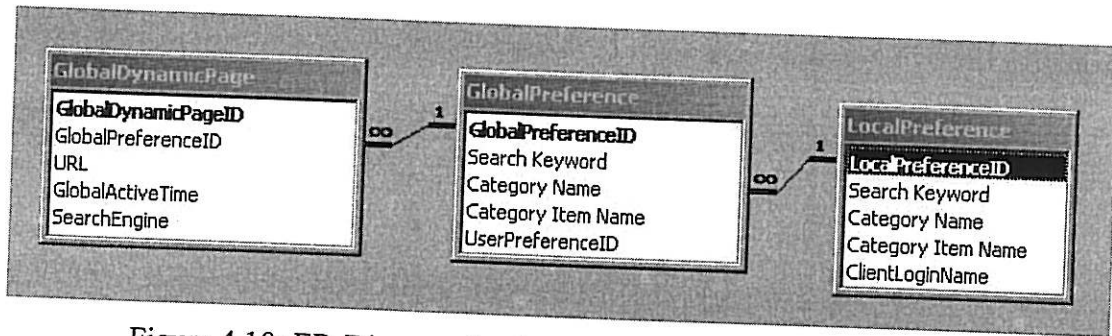 GlobalDynamicPage
GlobalDynamicPageID
GlobalPreferenceID
URL
GlobalActiveTime
SearchEngine
∞
1
GlobalPreference
GlobalPreferenceID
Search Keyword
Category Name
Category Item Name
UserPreferenceID
∞
1
LocalPreference
LocalPreferenceID
Search Keyword
Category Name
Category Item Name
ClientLoginName